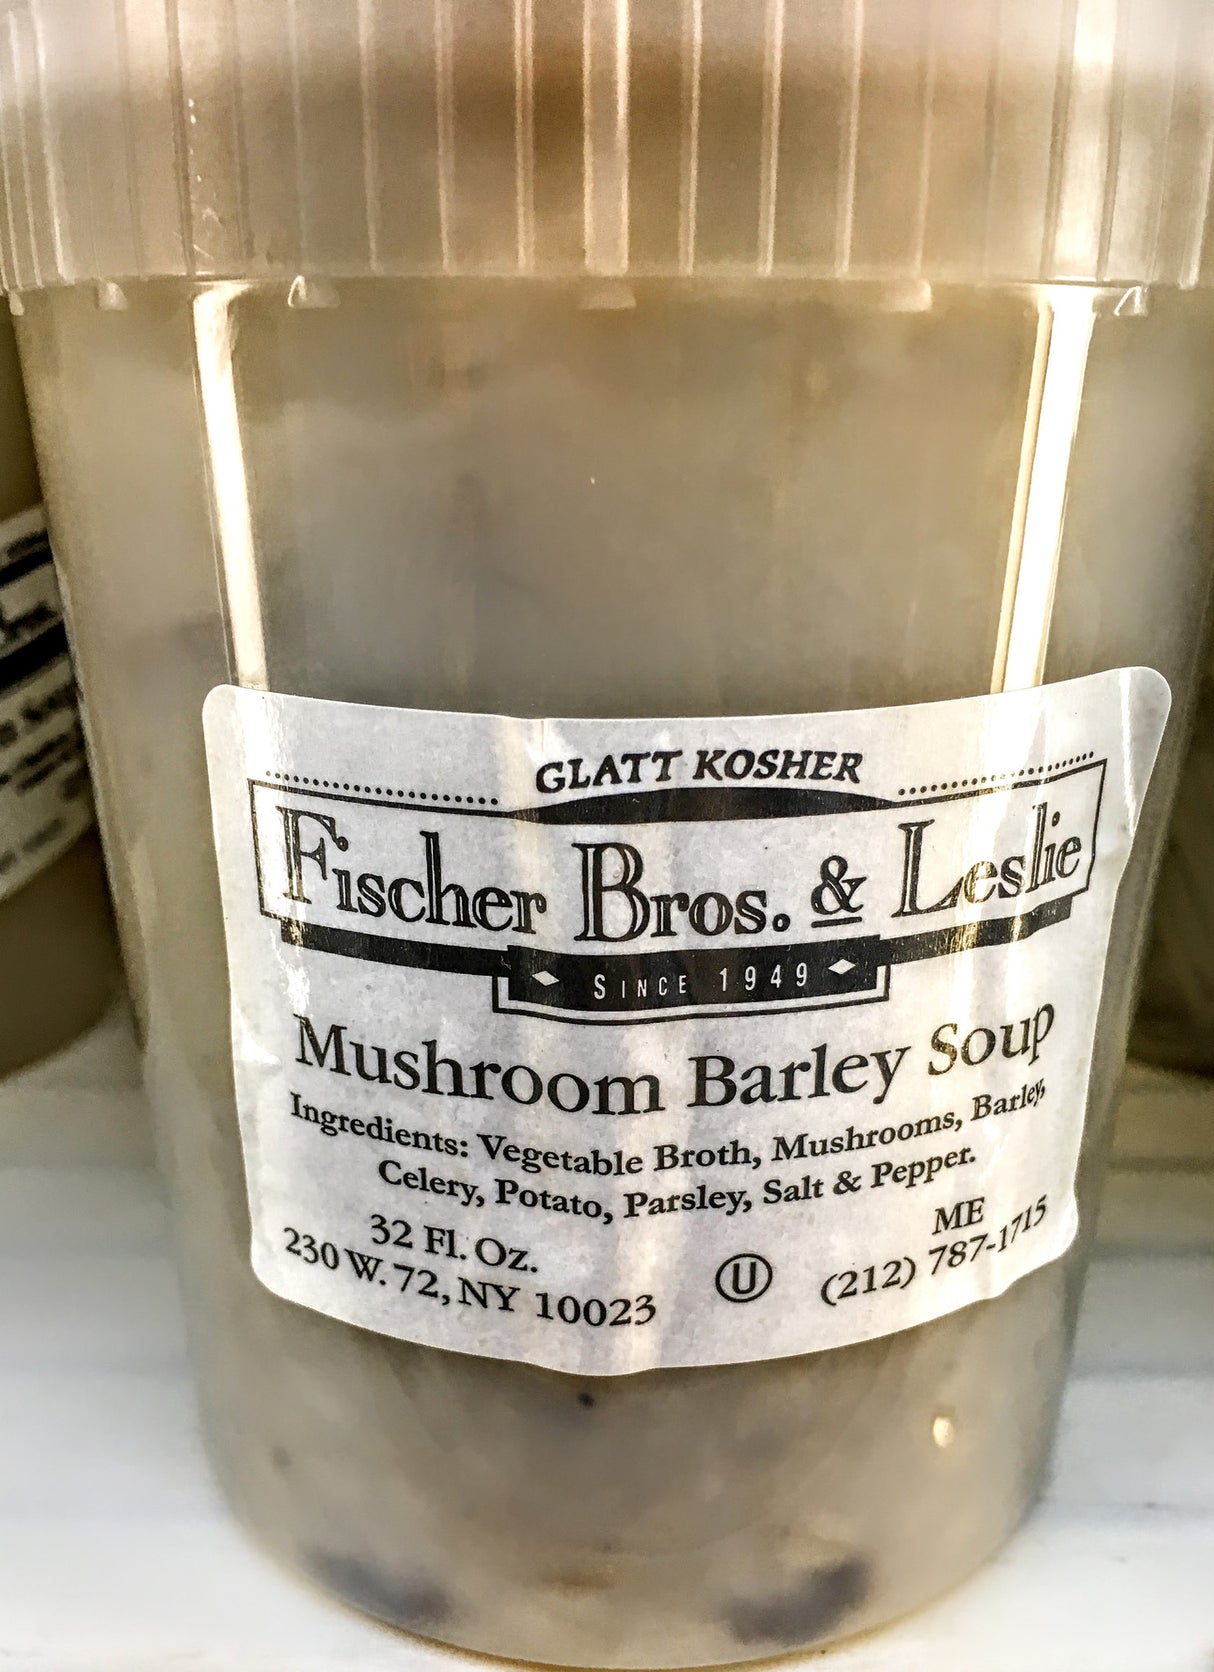 GLATT KOSHER
Fischer Bros. & Leslie
SINCE 1949
Mushroom Barley Soup
Ingredients: Vegetable Broth, Mushrooms, Barley,
Celery, Potato, Parsley, Salt & Pepper.
32 Fl. Oz.
ME
230 W. 72, NY 10023
U
(212) 787-1715